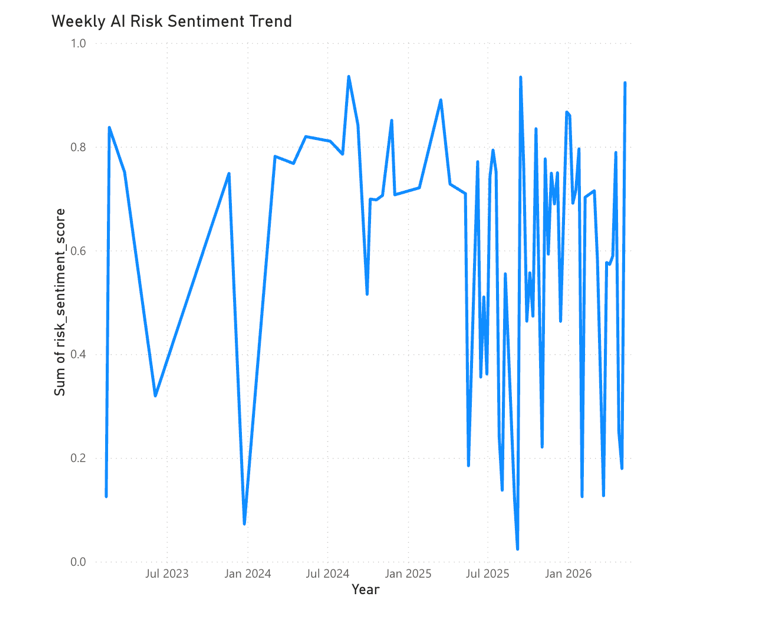 Weekly AI Risk Sentiment Trend
1.0
0.8
0.6
0.4
0.2
0.0
Sum of risk_sentiment_score
Jul 2023 Jan 2024 Jul 2024 Jan 2025 Jul 2025 Jan 2026
Year